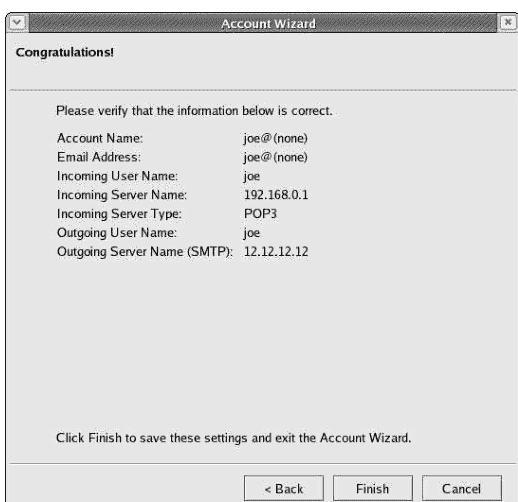 Account Wizard
Congratulations!
Please verify that the information below is correct.
Account Name: joe@(none)
Email Address: joe@(none)
Incoming User Name: joe
Incoming Server Name: 192.168.0.1
Incoming Server Type: POP3
Outgoing User Name: joe
Outgoing Server Name (SMTP): 12.12.12.12
Click Finish to save these settings and exit the Account Wizard.
< Back Finish Cancel